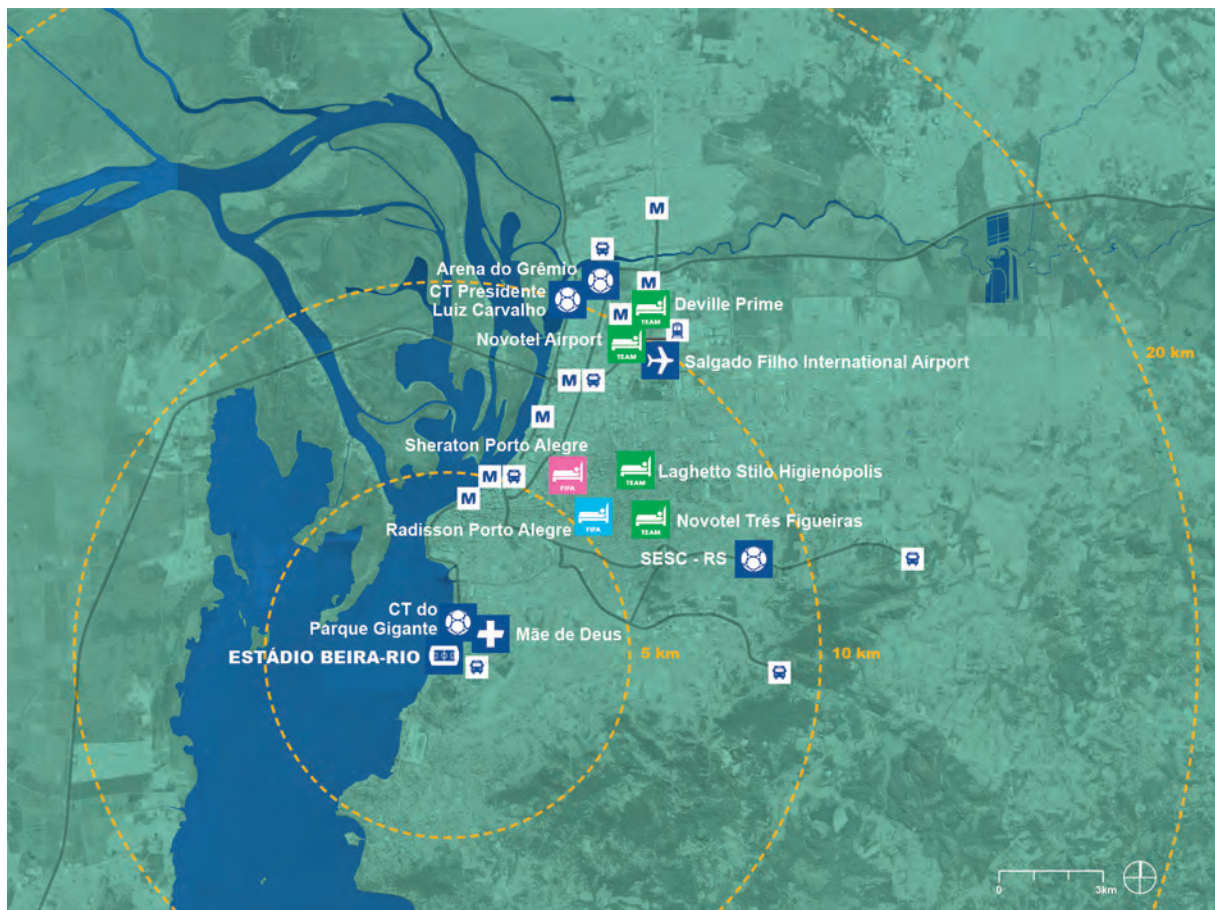 M
Arena do Grêmio
CT Presidente
Luiz Carvalho
M
Deville Prime
TEAM
M
Novotel Airport
TEAM
Salgado Filho International Airport
20 km
M
M
Sheraton Porto Alegre
FIFA
Laghetto Stilo Higienópolis
TEAM
M
M
Radisson Porto Alegre
FIFA
Novotel Três Figueiras
TEAM
SESC - RS
CT do
Parque Gigante
Mãe de Deus
ESTÁDIO BEIRA-RIO
5 km
10 km
0
3km